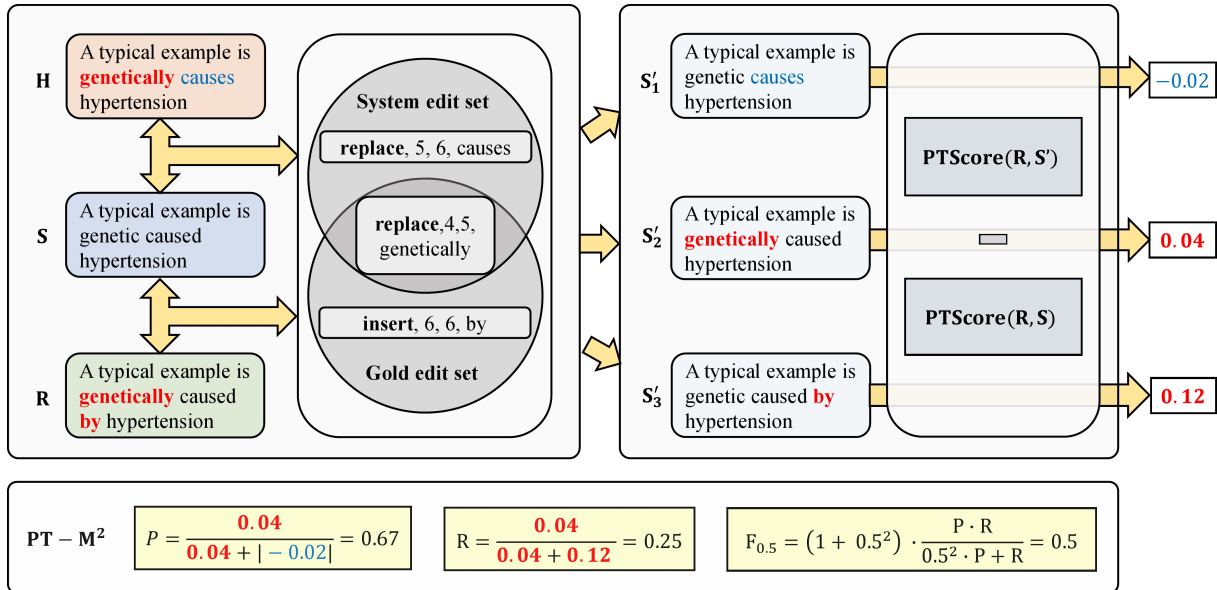 H
A typical example is
genetically causes
hypertension
S
A typical example is
genetic caused
hypertension
R
A typical example is
genetically caused
by hypertension
System edit set
replace, 5, 6, causes
replace,4,5,
genetically
insert, 6, 6, by
Gold edit set
S′₁
A typical example is
genetic causes
hypertension
S′₂
A typical example is
genetically caused
hypertension
S′₃
A typical example is
genetic caused by
hypertension
PTScore(R, S')
PTScore(R, S)
−0.02
0.04
0.12
PT − M²
P = 0.04 / (0.04 + | − 0.02|) = 0.67
R = 0.04 / (0.04 + 0.12) = 0.25
F₀.₅ = (1 + 0.5²) · (P · R) / (0.5² · P + R) = 0.5